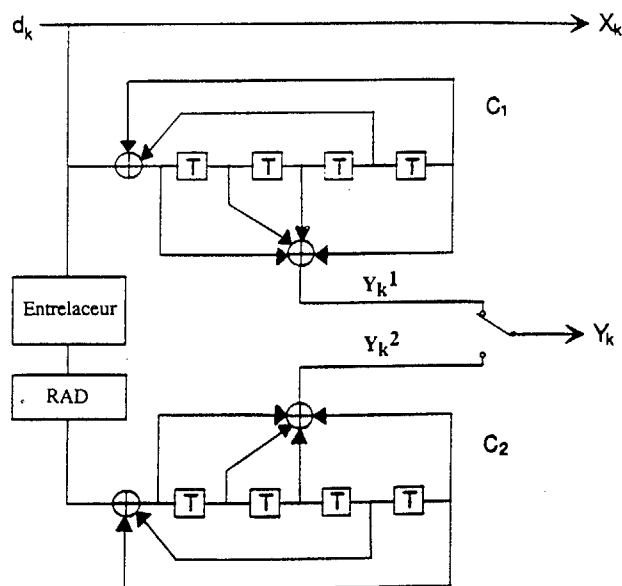 d_k X_k
C_1
T T T T
Y_k^1
Entrelaceur
Y_k
Y_k^2
RAD
C_2
T T T T